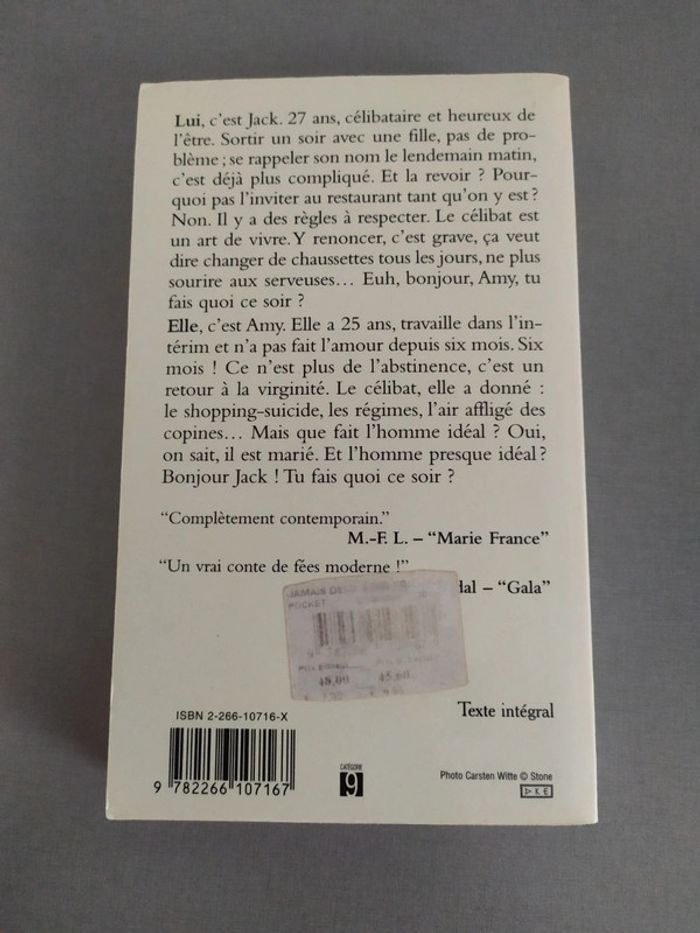 Lui, c'est Jack. 27 ans, célibataire et heureux de
l'être. Sortir un soir avec une fille, pas de pro-
blème ; se rappeler son nom le lendemain matin,
c'est déjà plus compliqué. Et la revoir ? Pour-
quoi pas l'inviter au restaurant tant qu'on y est ?
Non. Il y a des règles à respecter. Le célibat est
un art de vivre. Y renoncer, c'est grave, ça veut
dire changer de chaussettes tous les jours, ne plus
sourire aux serveuses… Euh, bonjour, Amy, tu
fais quoi ce soir ?
Elle, c'est Amy. Elle a 25 ans, travaille dans l'in-
térim et n'a pas fait l'amour depuis six mois. Six
mois ! Ce n'est plus de l'abstinence, c'est un
retour à la virginité. Le célibat, elle a donné :
le shopping-suicide, les régimes, l'air affligé des
copines… Mais que fait l'homme idéal ? Oui,
on sait, il est marié. Et l'homme presque idéal ?
Bonjour Jack ! Tu fais quoi ce soir ?
“Complètement contemporain.”
M.-F. L. – “Marie France”
“Un vrai conte de fées moderne !”
dal – “Gala”
JAMAIS
POCKET
48,00 45,60
Texte intégral
ISBN 2-266-10716-X
9 782266 107167
CATÉGORIE
9
Photo Carsten Witte © Stone